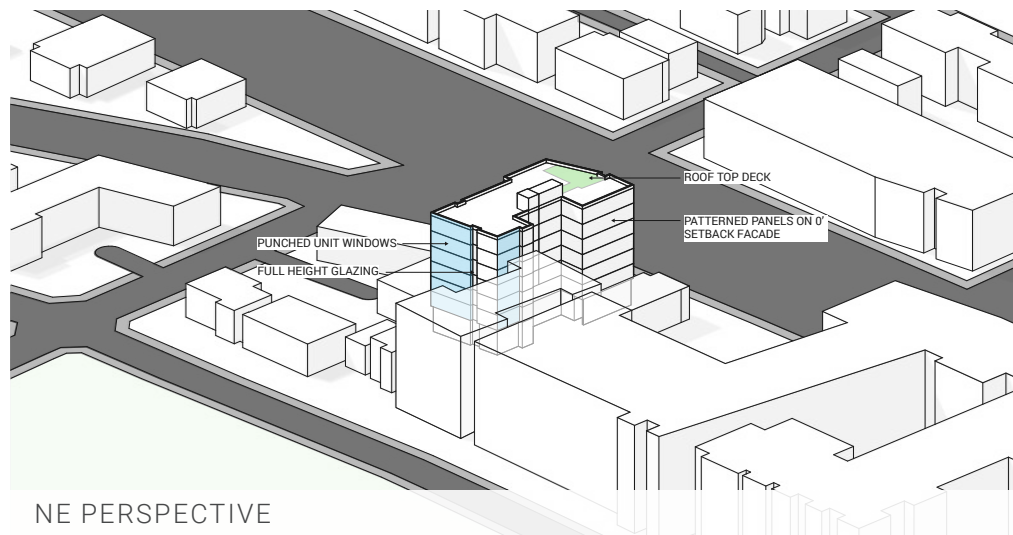 ROOF TOP DECK
PATTERNED PANELS ON 0'
SETBACK FACADE
PUNCHED UNIT WINDOWS
FULL HEIGHT GLAZING
NE PERSPECTIVE